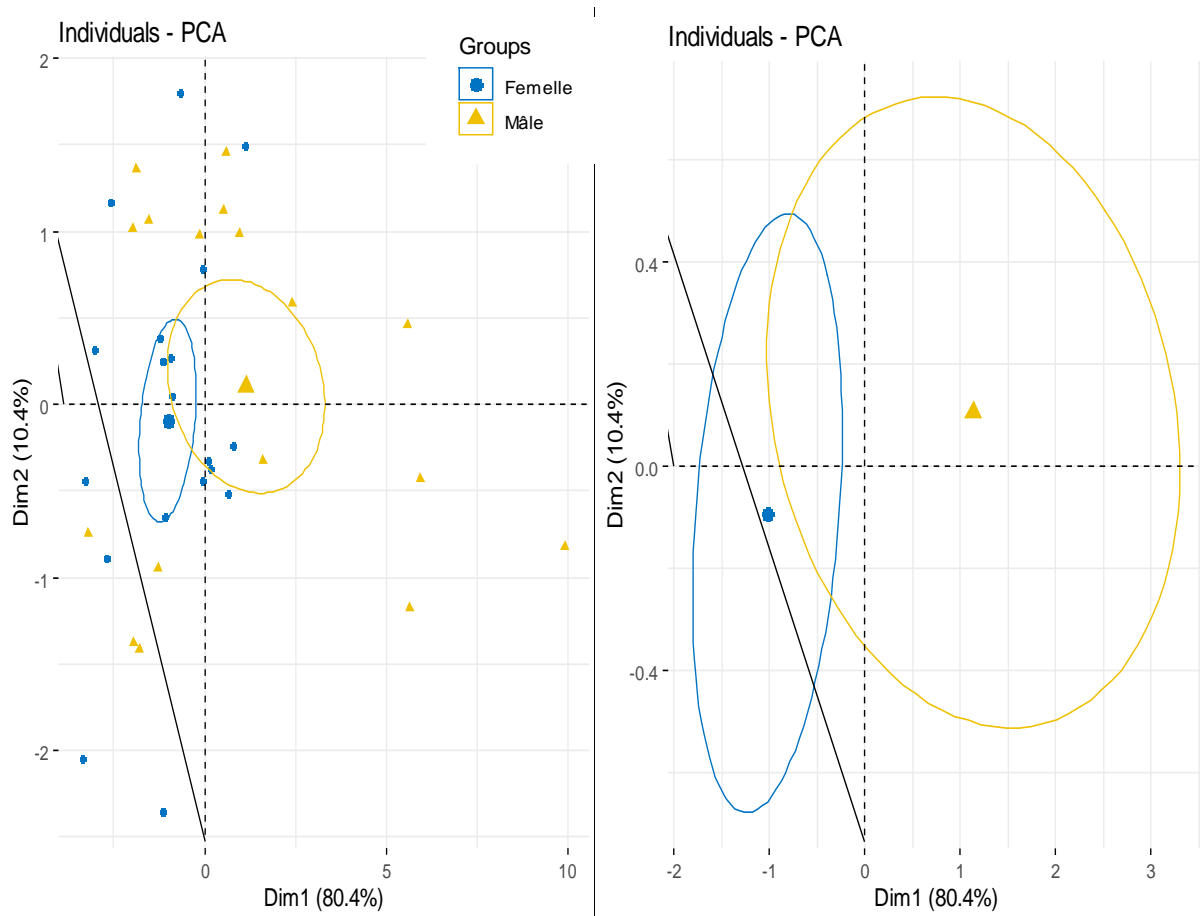 Individuals - PCA
Groups
Femelle
Mâle
2
1
0
-1
-2
Dim2 (10.4%)
0
5
10
Dim1 (80.4%)
Individuals - PCA
0.4
0.0
-0.4
Dim2 (10.4%)
-2
-1
0
1
2
3
Dim1 (80.4%)